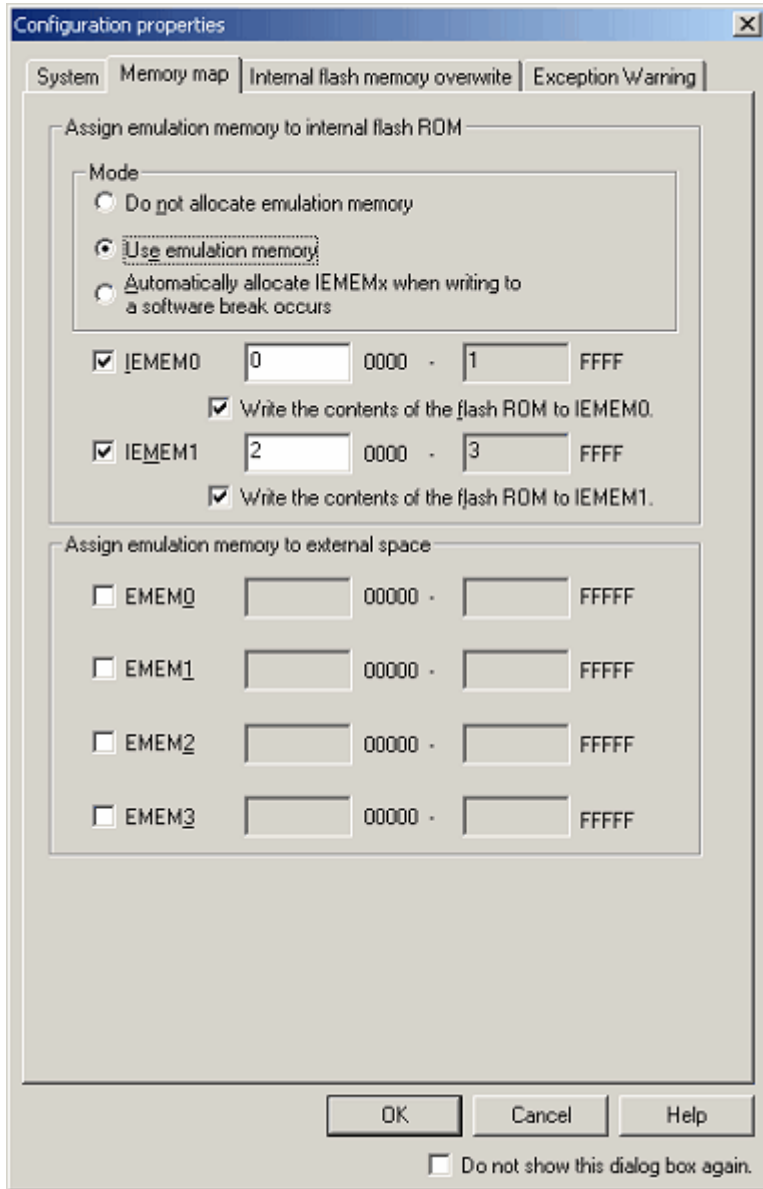 Configuration properties
System Memory map Internal flash memory overwrite Exception Warning
Assign emulation memory to internal flash ROM
Mode
Do not allocate emulation memory
Use emulation memory
Automatically allocate IEMEMx when writing to
a software break occurs
IEMEM0 0 0000 - 1 FFFF
Write the contents of the flash ROM to IEMEM0.
IEMEM1 2 0000 - 3 FFFF
Write the contents of the flash ROM to IEMEM1.
Assign emulation memory to external space
EMEM0 00000 - FFFFF
EMEM1 00000 - FFFFF
EMEM2 00000 - FFFFF
EMEM3 00000 - FFFFF
OK Cancel Help
Do not show this dialog box again.